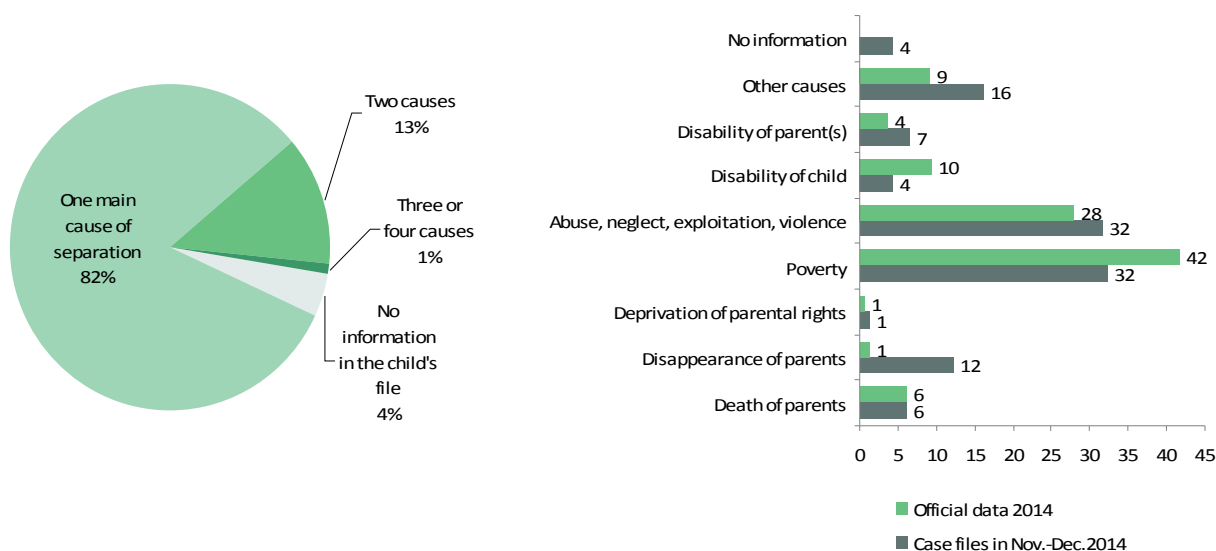 Two causes
13%
One main
cause of
separation
82%
Three or
four causes
1%
No
information
in the child's
file
4%
No information
4
Other causes
9
16
Disability of parent(s)
4
7
Disability of child
10
4
Abuse, neglect, exploitation, violence
28
32
Poverty
42
32
Deprivation of parental rights
1
1
Disappearance of parents
1
12
Death of parents
6
6
0 5 10 15 20 25 30 35 40 45
Official data 2014
Case files in Nov.-Dec.2014